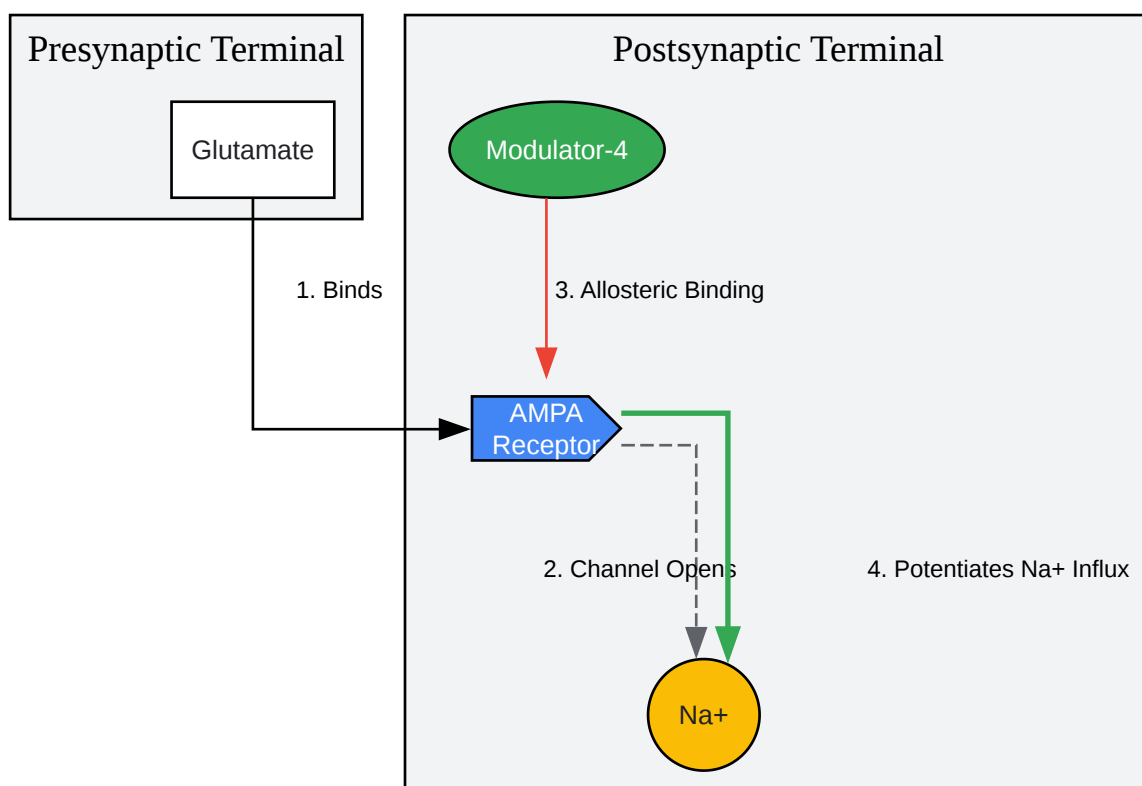 Presynaptic Terminal
Postsynaptic Terminal
Glutamate
Modulator-4
1. Binds
3. Allosteric Binding
AMPA
Receptor
2. Channel Opens
4. Potentiates Na+ Influx
Na+